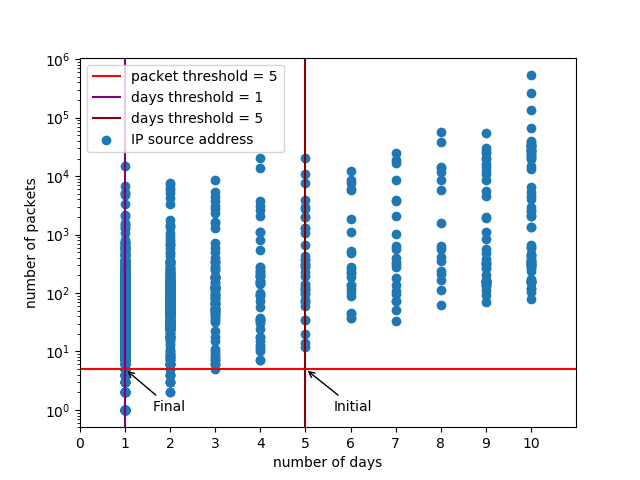 packet threshold = 5
days threshold = 1
days threshold = 5
IP source address
10⁶
10⁵
10⁴
10³
10²
10¹
10⁰
number of packets
Final
Initial
0 1 2 3 4 5 6 7 8 9 10
number of days